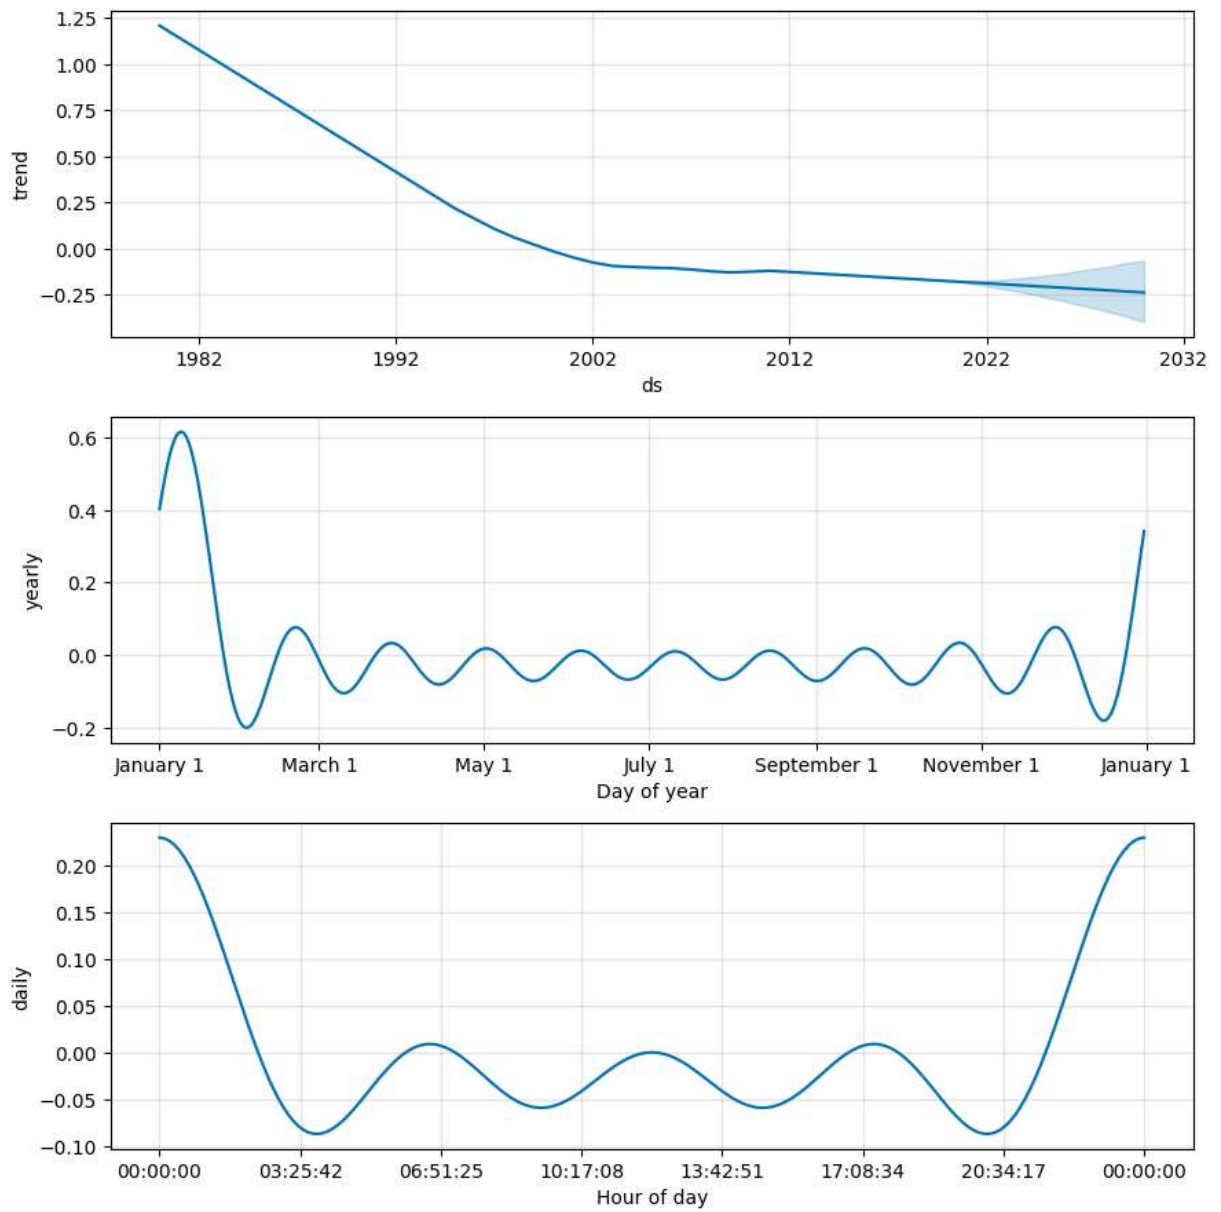 1.25
1.00
0.75
0.50
0.25
0.00
−0.25
trend
1982 1992 2002 2012 2022 2032
ds
0.6
0.4
0.2
0.0
−0.2
yearly
January 1 March 1 May 1 July 1 September 1 November 1 January 1
Day of year
0.20
0.15
0.10
0.05
0.00
−0.05
−0.10
daily
00:00:00 03:25:42 06:51:25 10:17:08 13:42:51 17:08:34 20:34:17 00:00:00
Hour of day